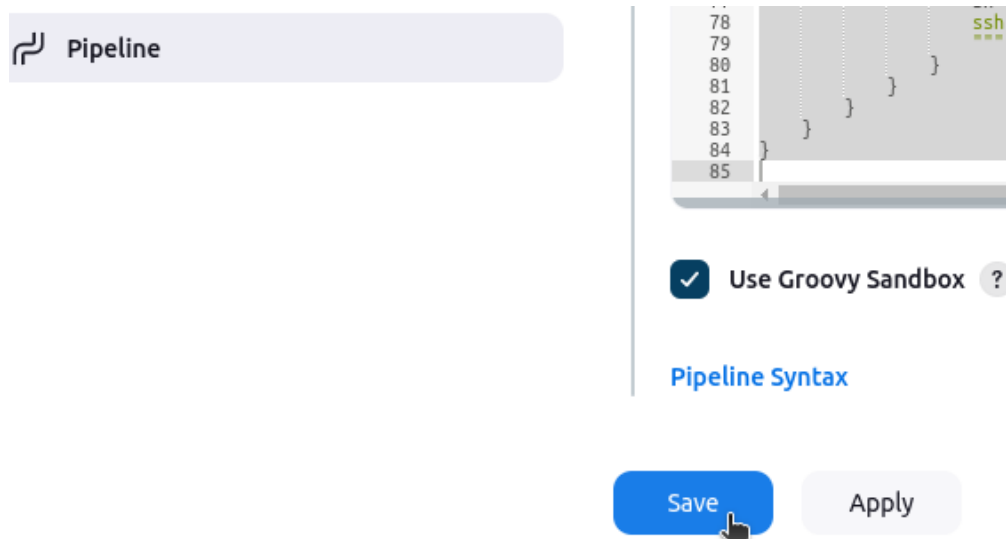 Pipeline
78 ssh
79
80 }
81 }
82 }
83 }
84 }
85
Use Groovy Sandbox ?
Pipeline Syntax
Save Apply